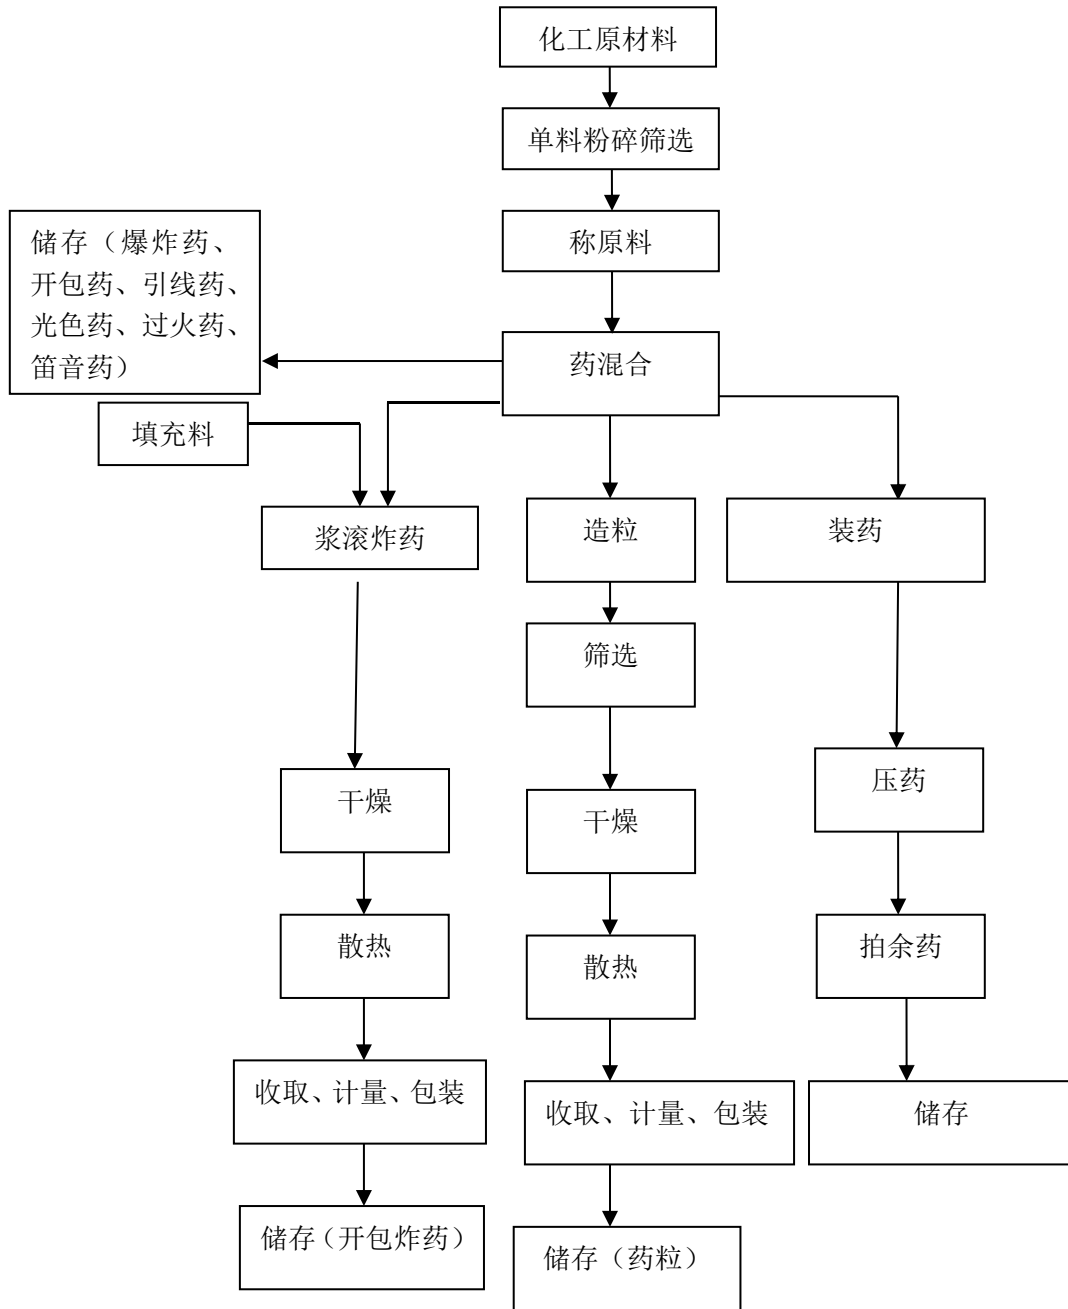 化工原材料
单料粉碎筛选
称原料
储存（爆炸药、
开包药、引线药、
光色药、过火药、
笛音药）
药混合
填充料
浆滚炸药
造粒
装药
筛选
干燥
压药
干燥
散热
拍余药
散热
收取、计量、包装
收取、计量、包装
储存
储存（开包炸药）
储存（药粒）